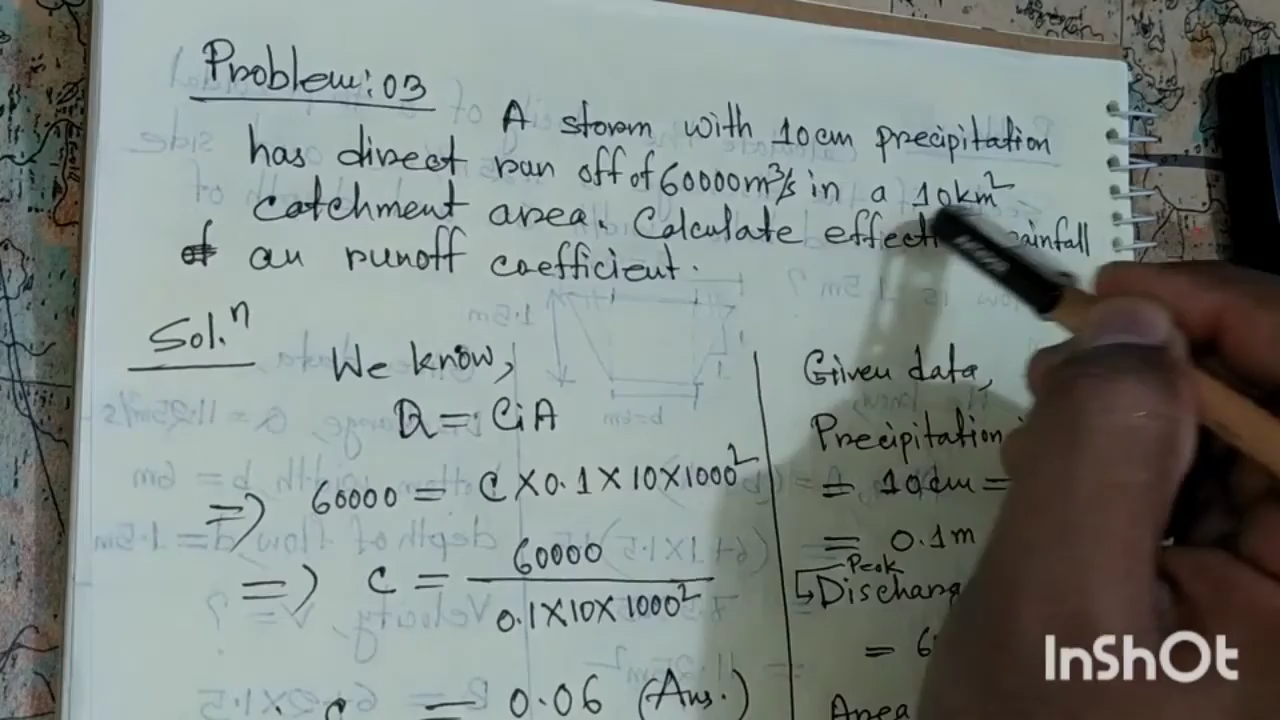 Problem: 03
A storm with 10cm precipitation
has direct run off of 60000m³/s in a 10km²
catchment area. Calculate effecti rainfall
an runoff coefficient.
Sol.ⁿ
We know,
Q = CiA
=> 60000 = C X 0.1 X 10 X 1000²
=> C = 60000 / 0.1 X 10 X 1000²
C = 0.06 (Ans.)
Given data,
Precipitation
= 10cm =
= 0.1m
Peak
Discharg
= 6
Area
InShOt